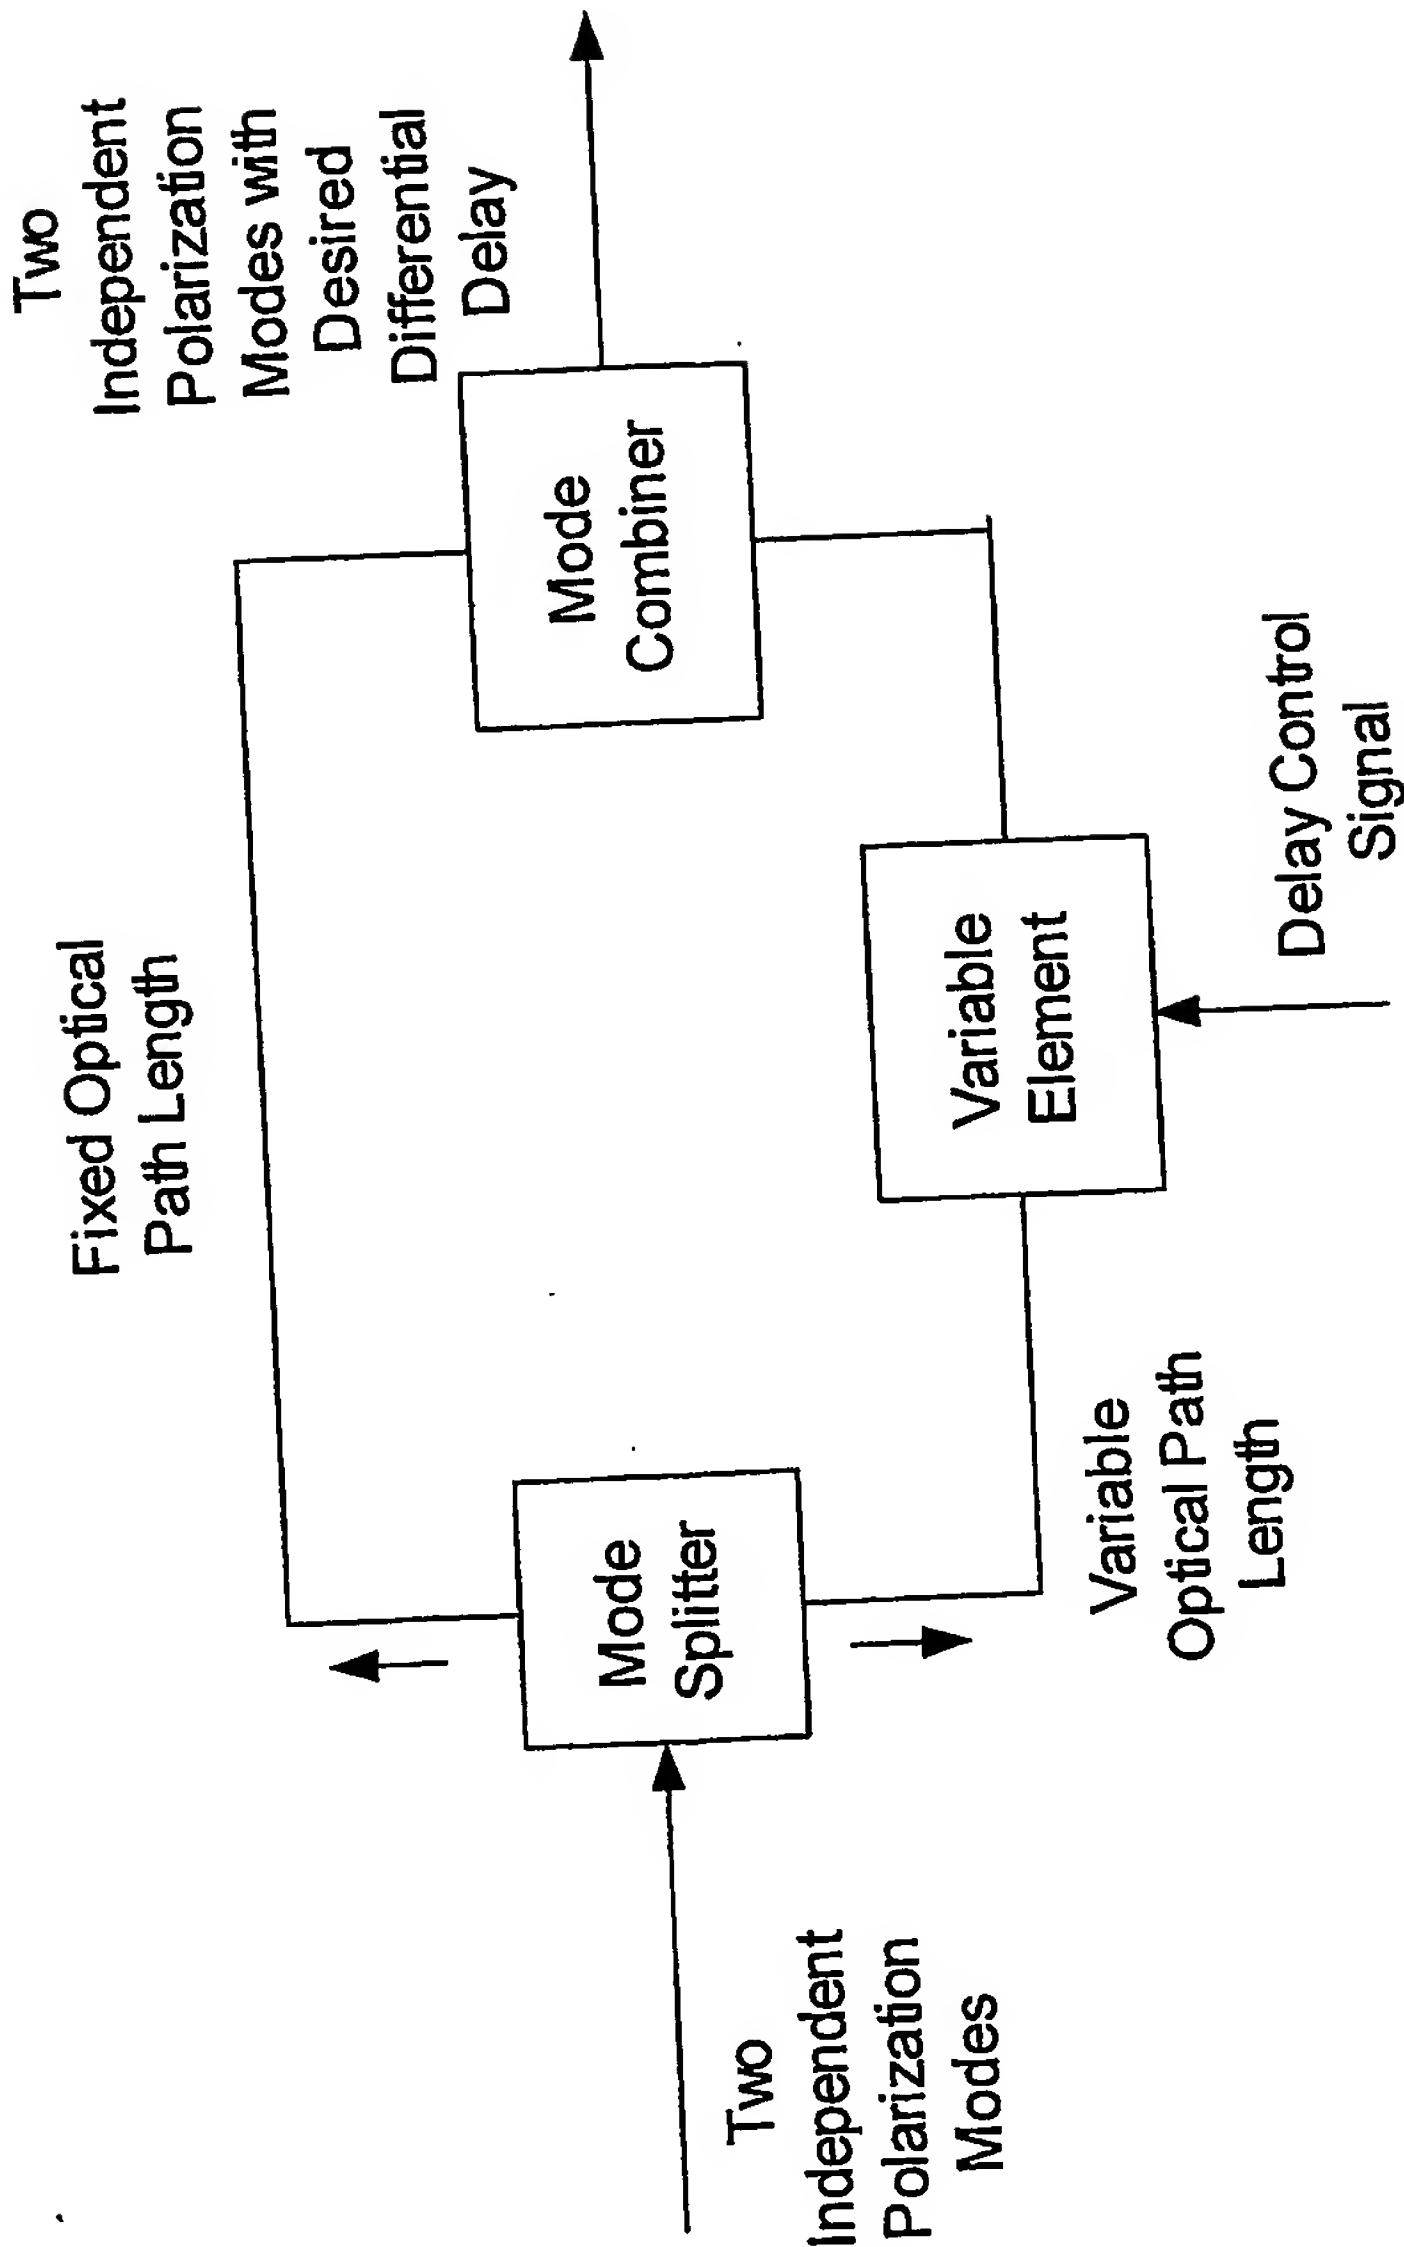 Two
Independent
Polarization
Modes
Mode
Splitter
Fixed Optical
Path Length
Variable
Optical Path
Length
Variable
Element
Delay Control
Signal
Mode
Combiner
Two
Independent
Polarization
Modes with
Desired
Differential
Delay